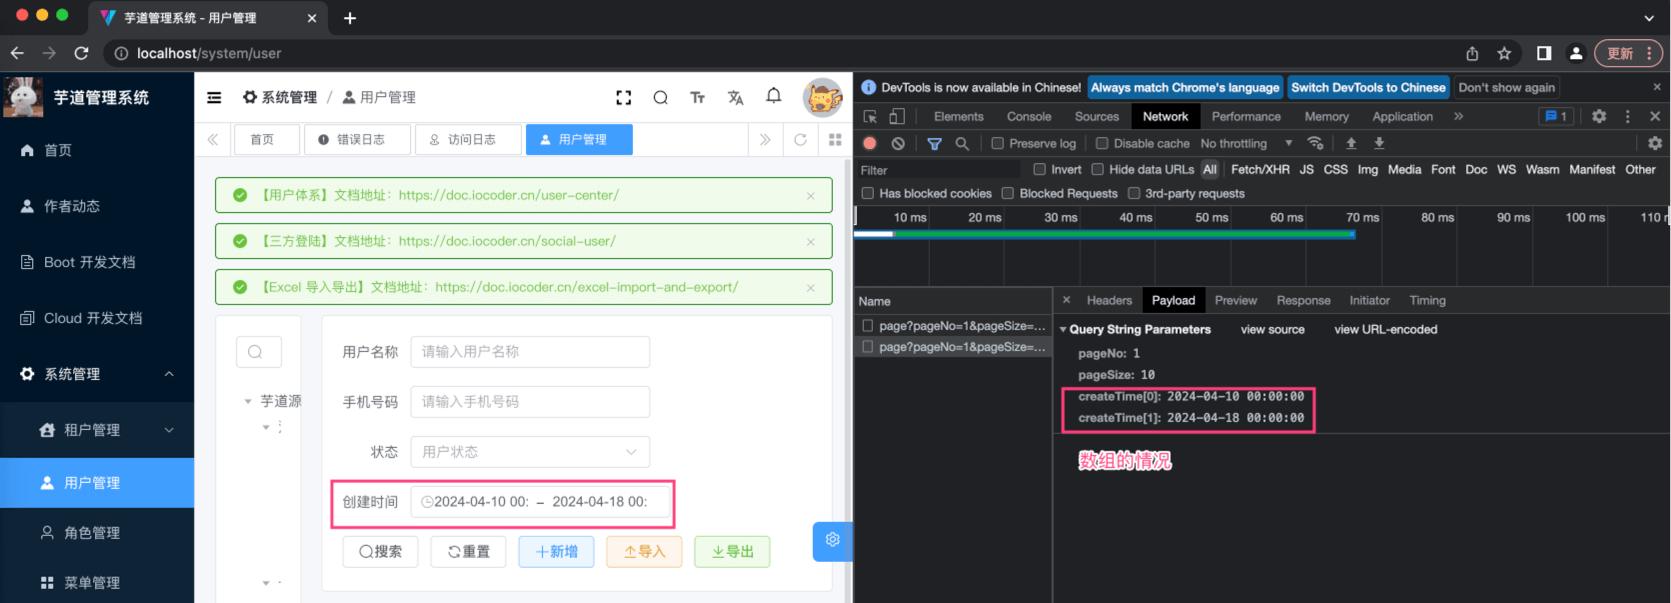 芋道管理系统 - 用户管理
localhost/system/user
更新
芋道管理系统
系统管理 / 用户管理
首页
错误日志
访问日志
用户管理
首页
作者动态
Boot 开发文档
Cloud 开发文档
系统管理
租户管理
用户管理
角色管理
菜单管理
【用户体系】文档地址：https://doc.iocoder.cn/user-center/
【三方登陆】文档地址：https://doc.iocoder.cn/social-user/
【Excel 导入导出】文档地址：https://doc.iocoder.cn/excel-import-and-export/
芋道源
用户名称 请输入用户名称
手机号码 请输入手机号码
状态 用户状态
创建时间 2024-04-10 00: - 2024-04-18 00:
搜索 重置 新增 导入 导出
DevTools is now available in Chinese! Always match Chrome's language Switch DevTools to Chinese Don't show again
Elements Console Sources Network Performance Memory Application 1
Preserve log Disable cache No throttling
Filter Invert Hide data URLs All Fetch/XHR JS CSS Img Media Font Doc WS Wasm Manifest Other
Has blocked cookies Blocked Requests 3rd-party requests
10 ms 20 ms 30 ms 40 ms 50 ms 60 ms 70 ms 80 ms 90 ms 100 ms 110
Name
page?pageNo=1&pageSize=...
page?pageNo=1&pageSize=...
Headers Payload Preview Response Initiator Timing
Query String Parameters view source view URL-encoded
pageNo: 1
pageSize: 10
createTime[0]: 2024-04-10 00:00:00
createTime[1]: 2024-04-18 00:00:00
数组的情况